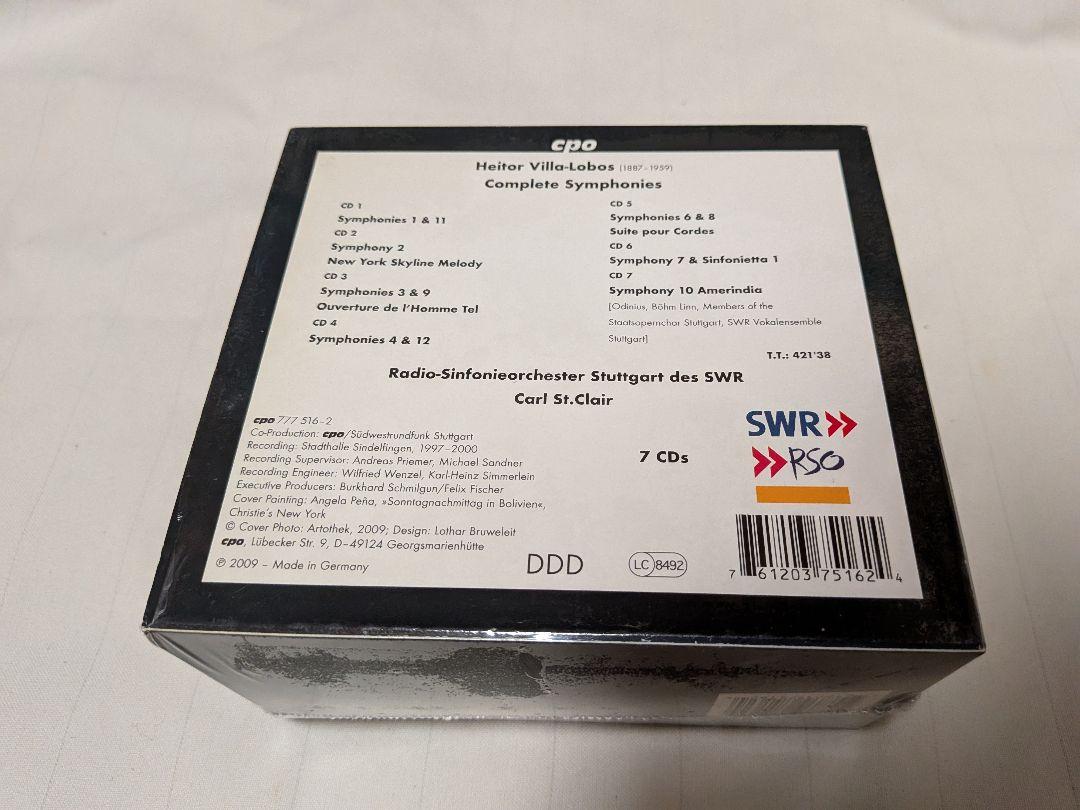 cpo
Heitor Villa-Lobos (1887-1959)
Complete Symphonies
CD 1
Symphonies 1 & 11
CD 2
Symphony 2
New York Skyline Melody
CD 3
Symphonies 3 & 9
Ouverture de l'Homme Tel
CD 4
Symphonies 4 & 12
CD 5
Symphonies 6 & 8
Suite pour Cordes
CD 6
Symphony 7 & Sinfonietta 1
CD 7
Symphony 10 Amerindia
[Odinius, Böhm Linn, Members of the
Staatsopernchor Stuttgart, SWR Vokalensemble
Stuttgart]
T.T.: 421'38
Radio-Sinfonieorchester Stuttgart des SWR
Carl St.Clair
cpo 777 516-2
Co-Production: cpo/Südwestrundfunk Stuttgart
Recording: Stadthalle Sindelfingen, 1997-2000
Recording Supervisor: Andreas Priemer, Michael Sandner
Recording Engineer: Wilfried Wenzel, Karl-Heinz Simmerlein
Executive Producers: Burkhard Schmilgun/Felix Fischer
Cover Painting: Angela Peña, »Sonntagnachmittag in Bolivien«,
Christie's New York
© Cover Photo: Artothek, 2009; Design: Lothar Bruweleit
cpo, Lübecker Str. 9, D-49124 Georgsmarienhütte
℗ 2009 – Made in Germany
7 CDs
DDD
LC 8492
SWR
RSO
7 61203 75162 4